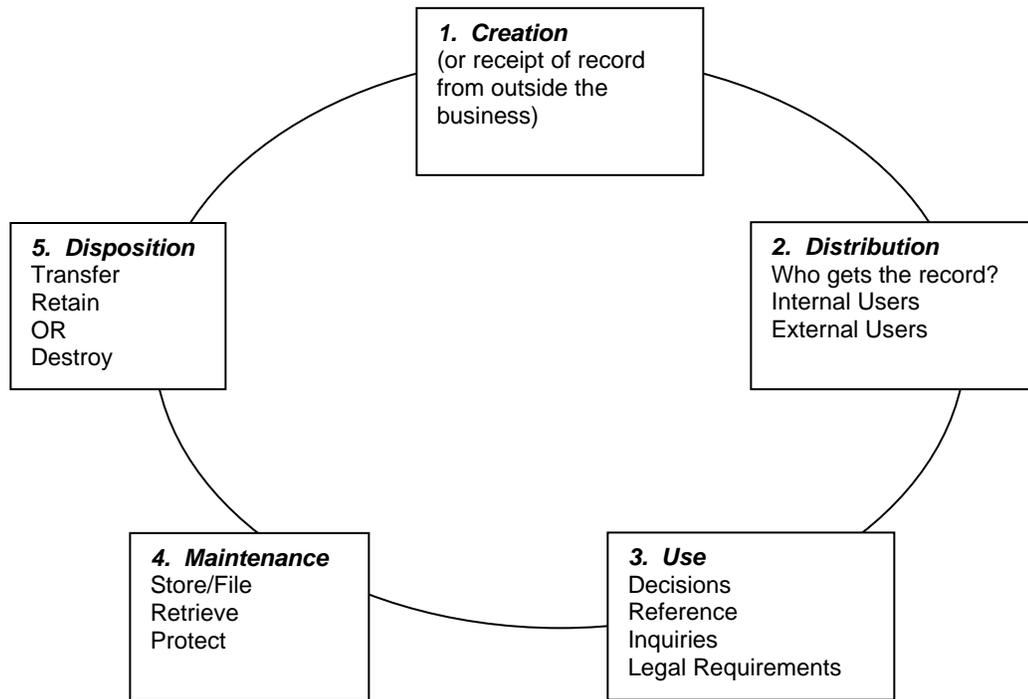 1. Creation
(or receipt of record
from outside the
business)
2. Distribution
Who gets the record?
Internal Users
External Users
3. Use
Decisions
Reference
Inquiries
Legal Requirements
4. Maintenance
Store/File
Retrieve
Protect
5. Disposition
Transfer
Retain
OR
Destroy